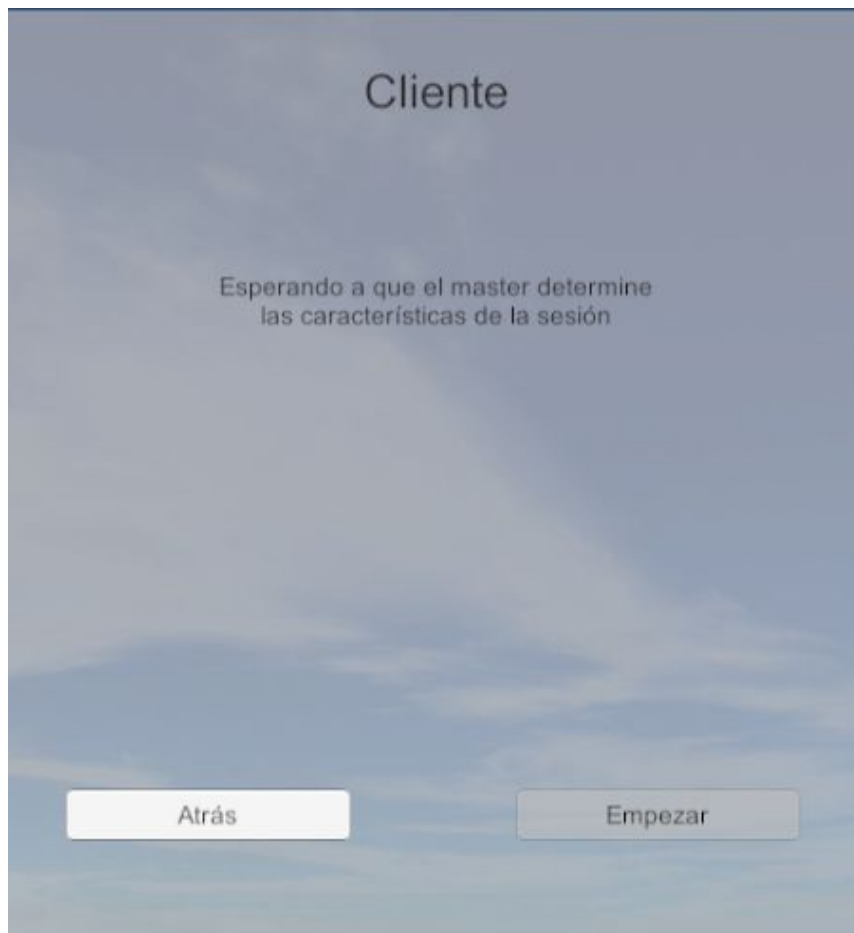 Cliente
Esperando a que el master determine
las características de la sesión
Atrás
Empezar